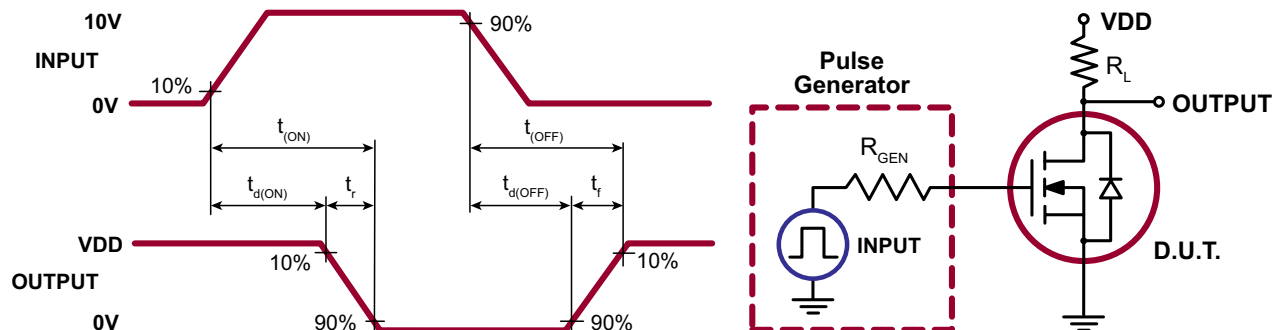 10V
INPUT
0V
10%
90%
t(ON)
t(OFF)
td(ON)
tr
td(OFF)
tf
VDD
OUTPUT
0V
10%
90%
90%
10%
Pulse
Generator
RGEN
INPUT
VDD
RL
OUTPUT
D.U.T.